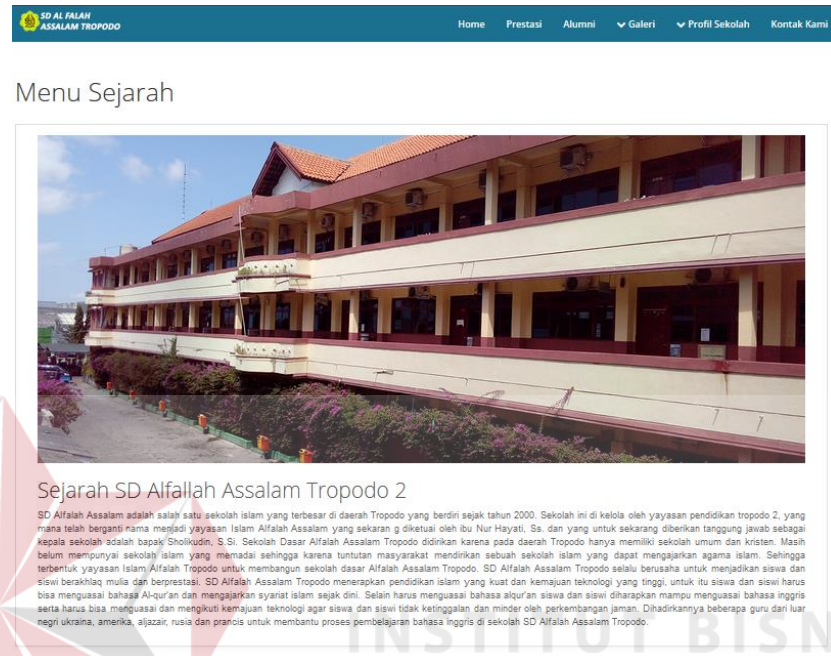 SD AL FALAH
ASSALAM TROPODO
Home Prestasi Alumni Galeri Profil Sekolah Kontak Kami
Menu Sejarah
Sejarah SD Alfallah Assalam Tropodo 2
SD Alfalah Assalam adalah salah satu sekolah islam yang terbesar di daerah Tropodo yang berdiri sejak tahun 2000. Sekolah ini di kelola oleh yayasan pendidikan tropodo 2, yang
mana telah berganti nama menjadi yayasan Islam Alfalah Assalam yang sekaran g diketuai oleh ibu Nur Hayati, Ss. dan yang untuk sekarang diberikan tanggung jawab sebagai
kepala sekolah adalah bapak Sholikudin, S.Si. Sekolah Dasar Alfalah Assalam Tropodo didirikan karena pada daerah Tropodo hanya memiliki sekolah umum dan kristen. Masih
belum mempunyai sekolah islam yang memadai sehingga karena tuntutan masyarakat mendirikan sebuah sekolah islam yang dapat mengajarkan agama islam. Sehingga
terbentuk yayasan Islam Alfalah Tropodo untuk membangun sekolah dasar Alfalah Assalam Tropodo. SD Alfalah Assalam Tropodo selalu berusaha untuk menjadikan siswa dan
siswi berakhlaq mulia dan berprestasi. SD Alfalah Assalam Tropodo menerapkan pendidikan islam yang kuat dan kemajuan teknologi yang tinggi, untuk itu siswa dan siswi harus
bisa menguasai bahasa Al-qur'an dan mengajarkan syariat islam sejak dini. Selain harus menguasai bahasa alqur'an siswa dan siswi diharapkan mampu menguasai bahasa inggris
serta harus bisa menguasai dan mengikuti kemajuan teknologi agar siswa dan siswi tidak ketinggalan dan minder oleh perkembangan jaman. Dihadirkannya beberapa guru dari luar
negri ukraina, amerika, aljazair, rusia dan prancis untuk membantu proses pembelajaran bahasa inggris di sekolah SD Alfalah Assalam Tropodo.
INSTITUT BISN